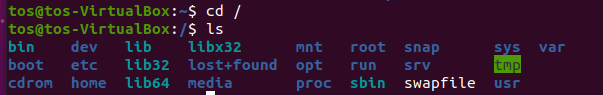 tos@tos-VirtualBox:~$ cd /
tos@tos-VirtualBox:/$ ls
bin dev lib libx32 mnt root snap sys var
boot etc lib32 lost+found opt run srv tmp
cdrom home lib64 media proc sbin swapfile usr